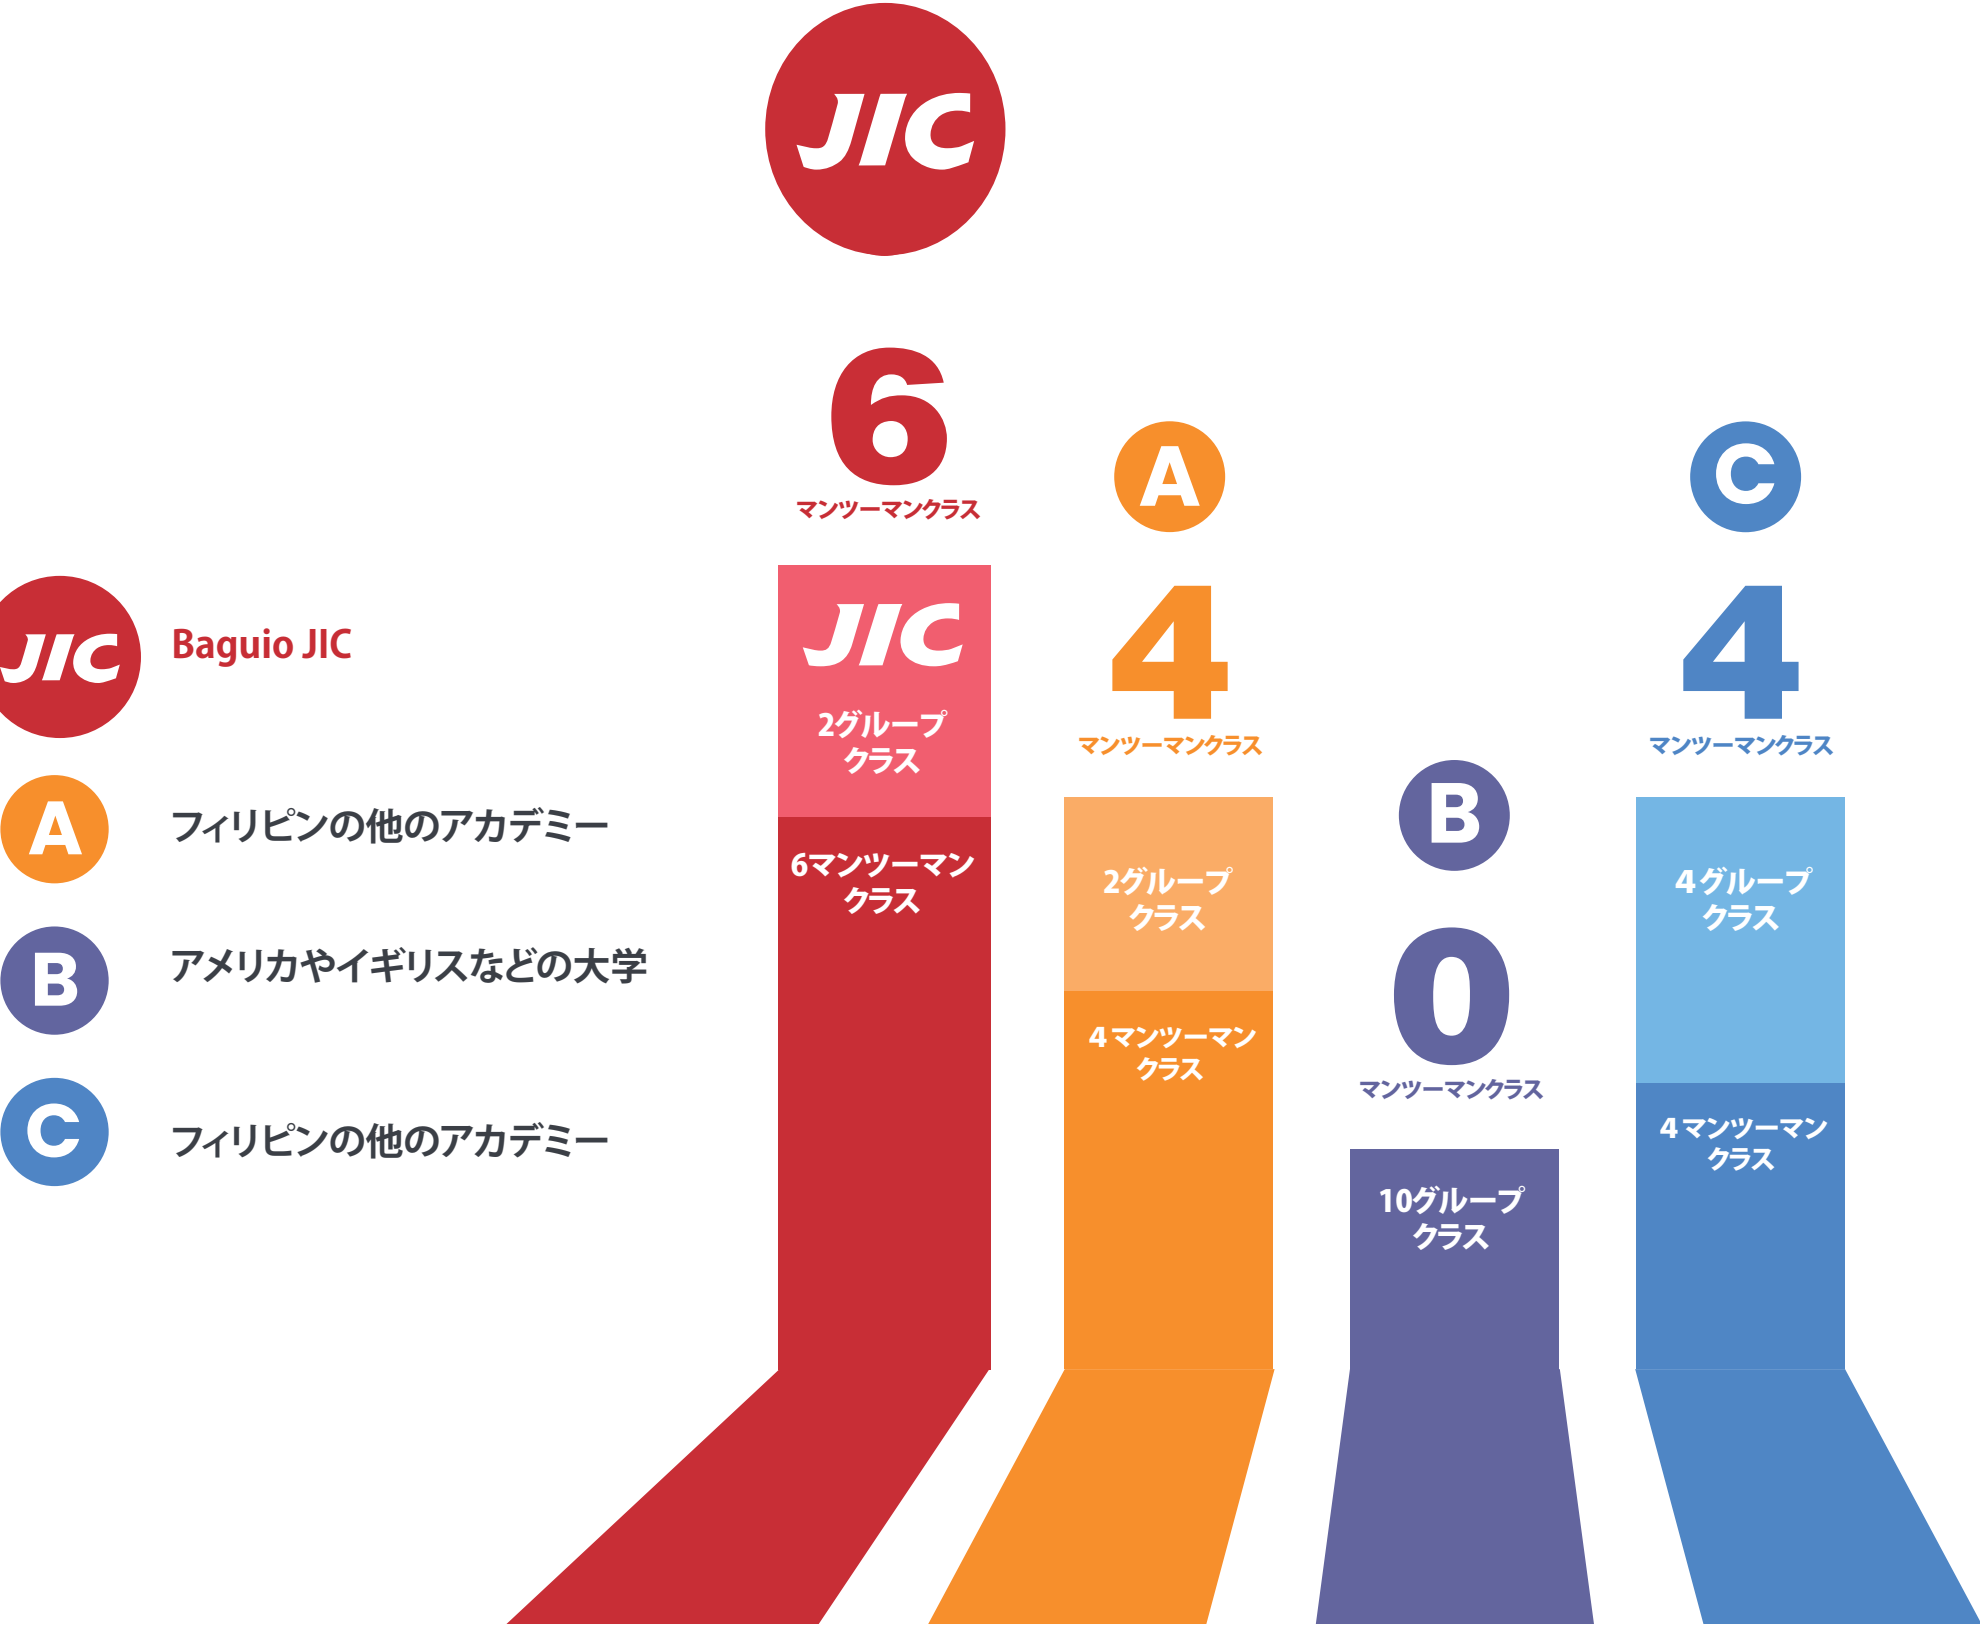 JIC
Baguio JIC
A
フィリピンの他のアカデミー
B
アメリカやイギリスなどの大学
C
フィリピンの他のアカデミー
JIC
6
マンツーマンクラス
JIC
2グループ
クラス
6マンツーマン
クラス
A
4
マンツーマンクラス
2グループ
クラス
4 マンツーマン
クラス
B
0
マンツーマンクラス
10グループ
クラス
C
4
マンツーマンクラス
4 グループ
クラス
4 マンツーマン
クラス